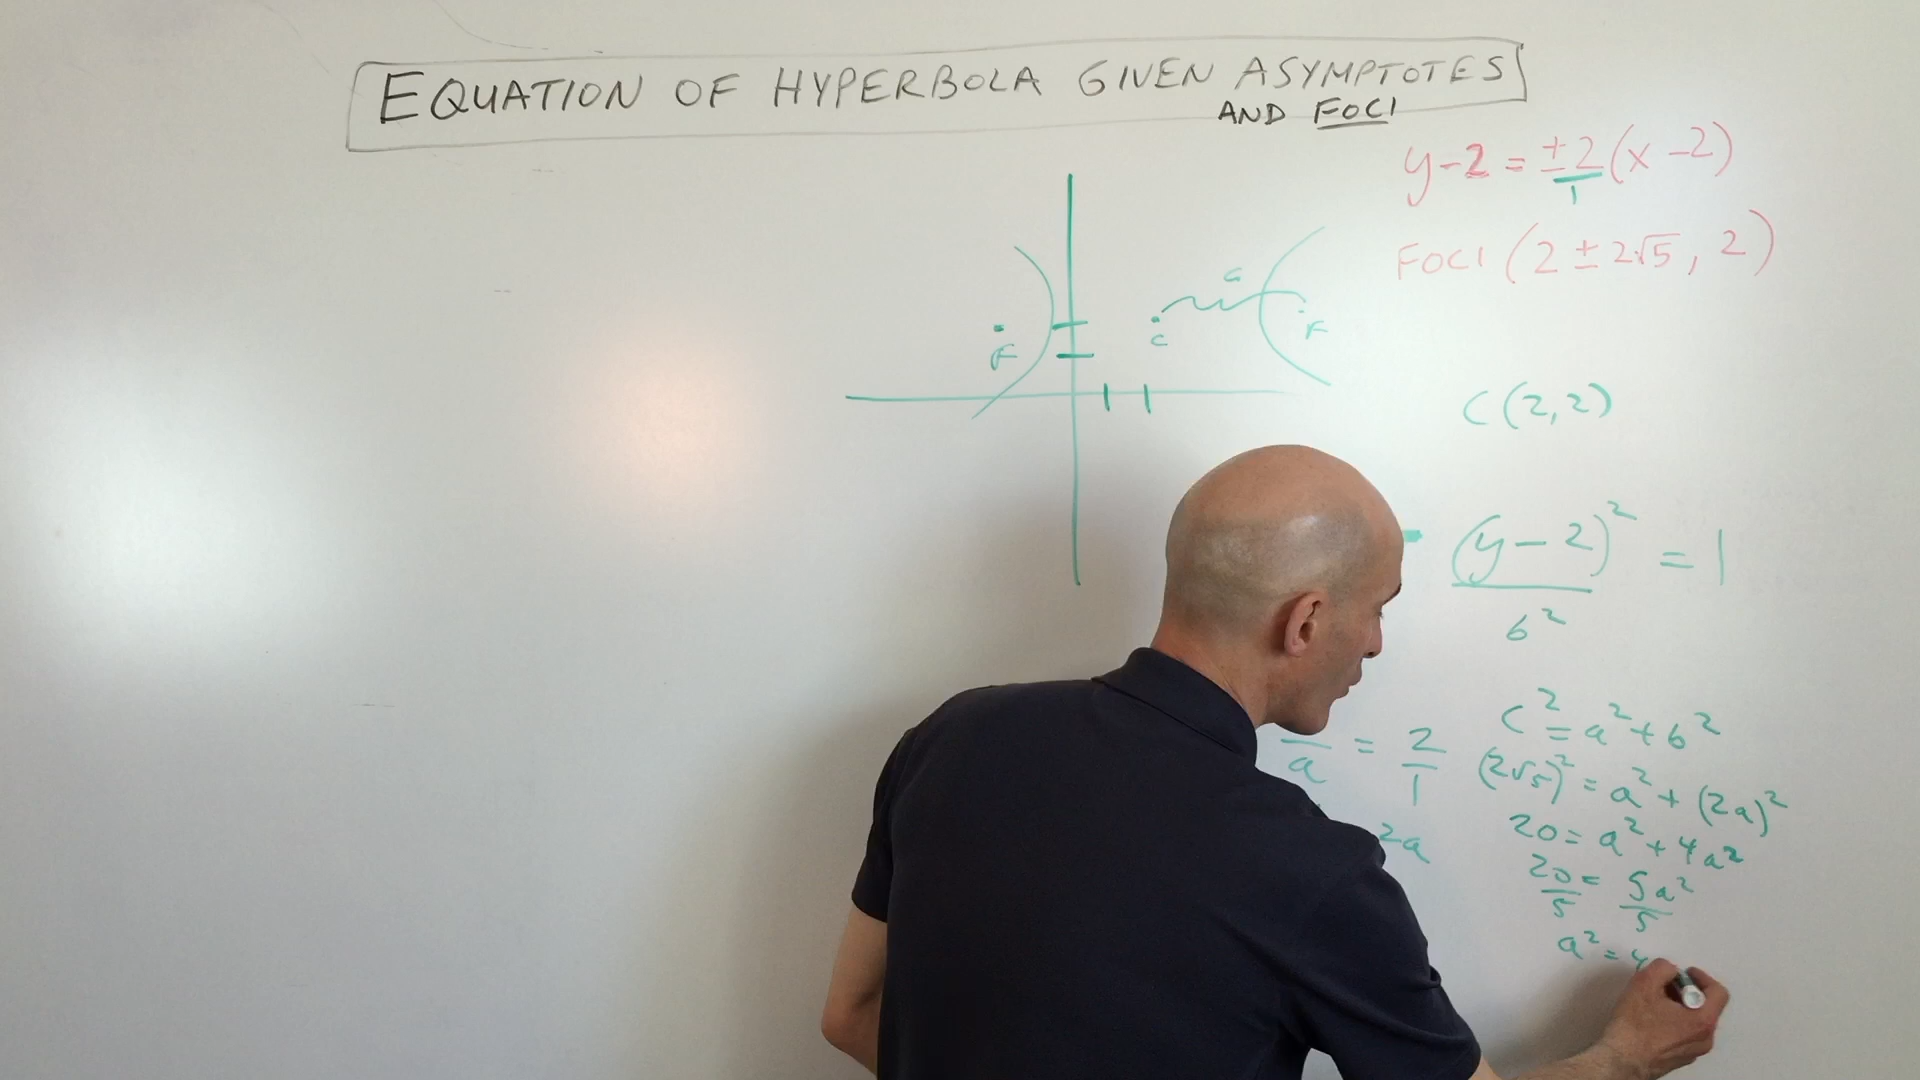 EQUATION OF HYPERBOLA GIVEN ASYMPTOTES
AND FOCI
y-2 = ±2/1 (x-2)
FOCI (2 ± 2√5, 2)
C
F
C
F
C(2,2)
- (y-2)²/b² = 1
/a = 2/1
2a
c² = a² + b²
(2√5)² = a² + (2a)²
20 = a² + 4a²
20/5 = 5a²/5
a² = 4